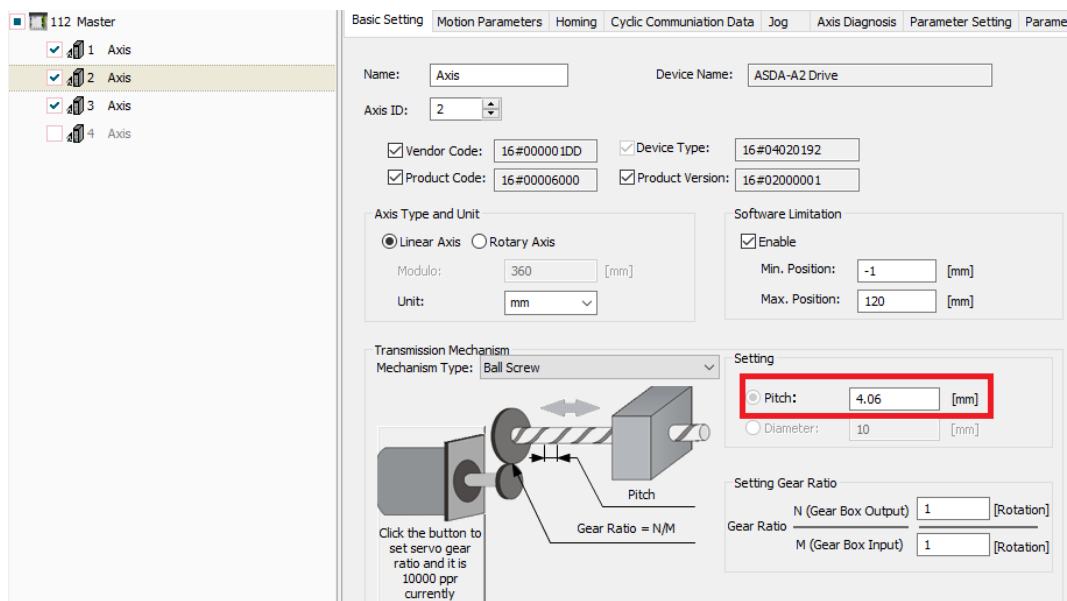 112 Master
1 Axis
2 Axis
3 Axis
4 Axis
Basic Setting Motion Parameters Homing Cyclic Communiation Data Jog Axis Diagnosis Parameter Setting Parame
Name: Axis Device Name: ASDA-A2 Drive
Axis ID: 2
Vendor Code: 16#000001DD Device Type: 16#04020192
Product Code: 16#00006000 Product Version: 16#02000001
Axis Type and Unit
Linear Axis Rotary Axis
Modulo: 360 [mm]
Unit: mm
Software Limitation
Enable
Min. Position: -1 [mm]
Max. Position: 120 [mm]
Transmission Mechanism
Mechanism Type: Ball Screw
Pitch
Gear Ratio = N/M
Click the button to
set servo gear
ratio and it is
10000 ppr
currently
Setting
Pitch: 4.06 [mm]
Diameter: 10 [mm]
Setting Gear Ratio
N (Gear Box Output) 1 [Rotation]
Gear Ratio
M (Gear Box Input) 1 [Rotation]